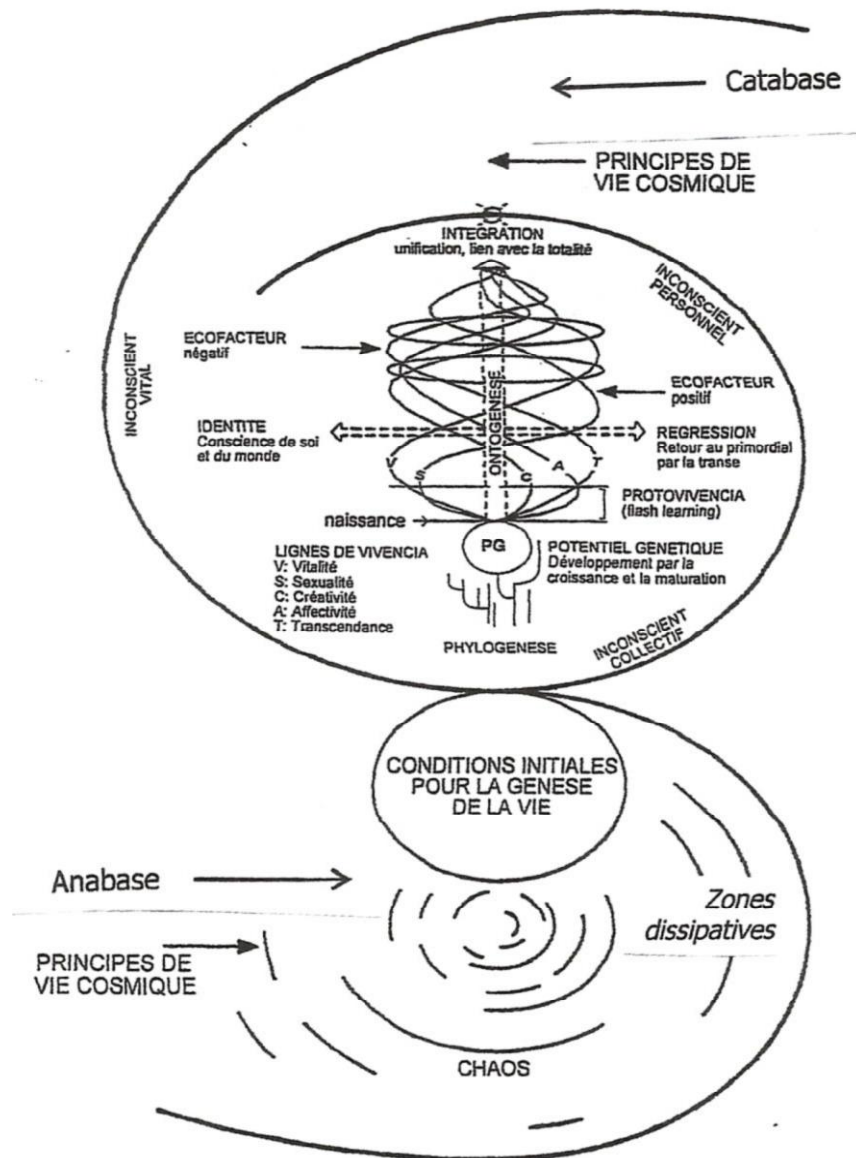 Catabase
PRINCIPES DE
VIE COSMIQUE
INTEGRATION
unification, lien avec la totalité
INCONSCIENT
PERSONNEL
ECOFACTEUR
négatif
INCONSCIENT
VITAL
ECOFACTEUR
positif
ONTOGENESE
IDENTITE
Conscience de soi
et du monde
REGRESSION
Retour au primordial
par la transe
V
S
C
A
T
PROTOVIVENCIA
(flash learning)
naissance
PG
LIGNES DE VIVENCIA
V: Vitalité
S: Sexualité
C: Créativité
A: Affectivité
T: Transcendance
POTENTIEL GENETIQUE
Développement par la
croissance et la maturation
PHYLOGENESE
INCONSCIENT
COLLECTIF
CONDITIONS INITIALES
POUR LA GENESE
DE LA VIE
Anabase
Zones
dissipatives
PRINCIPES DE
VIE COSMIQUE
CHAOS